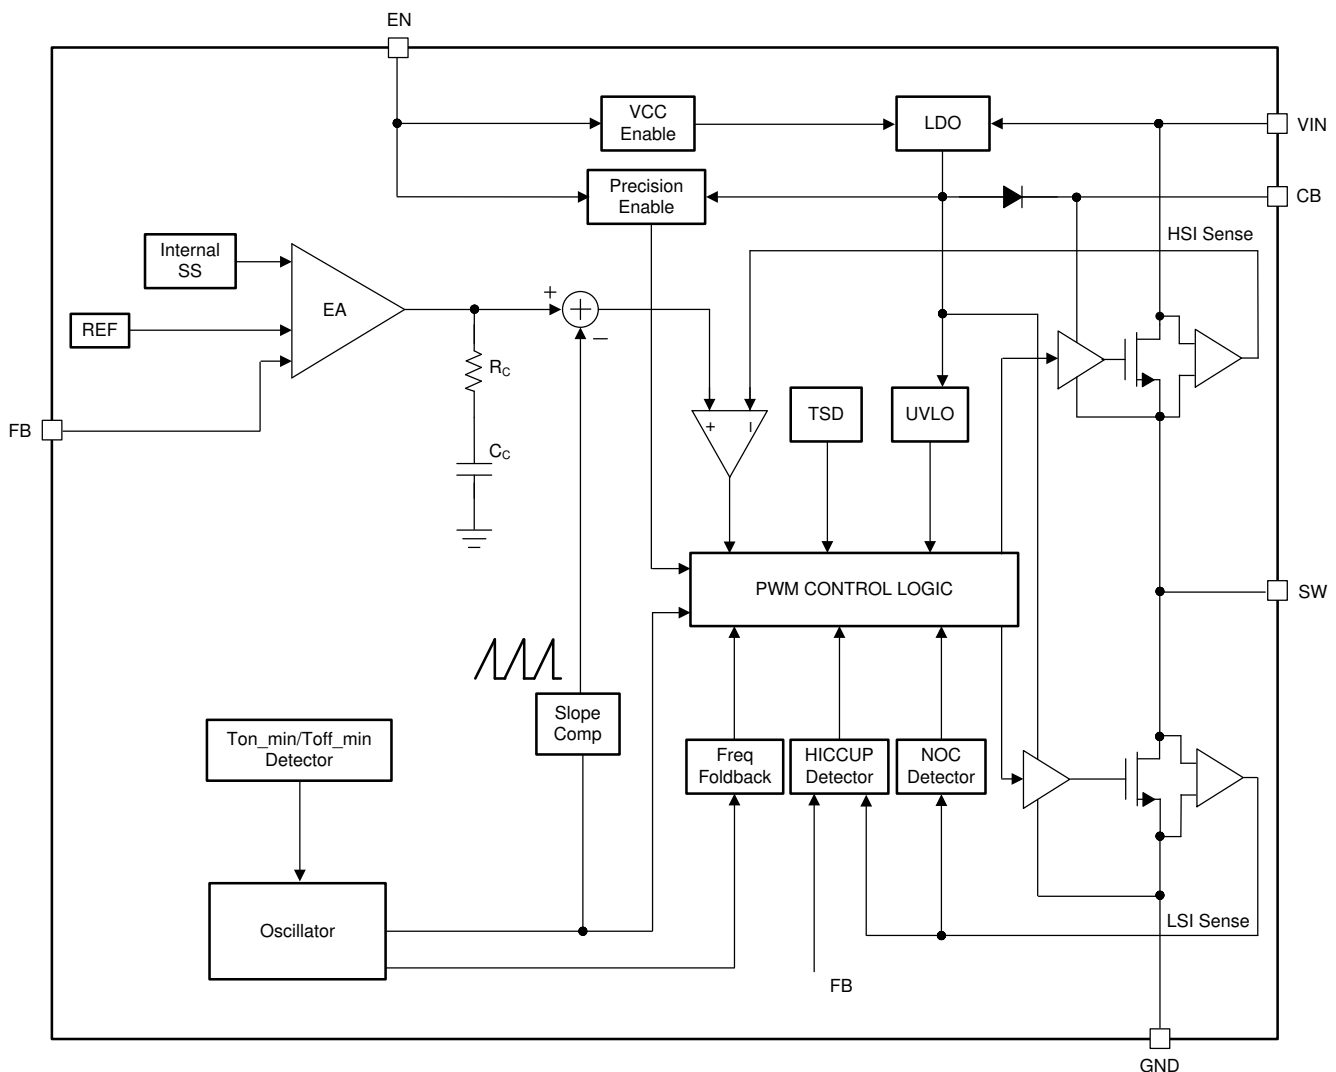 EN
VCC
Enable
LDO
VIN
Precision
Enable
CB
HSI Sense
Internal
SS
+
EA
REF
–
RC
FB
TSD
UVLO
+
–
CC
PWM CONTROL LOGIC
SW
Slope
Comp
Ton_min/Toff_min
Detector
Freq
Foldback
HICCUP
Detector
NOC
Detector
Oscillator
LSI Sense
FB
GND